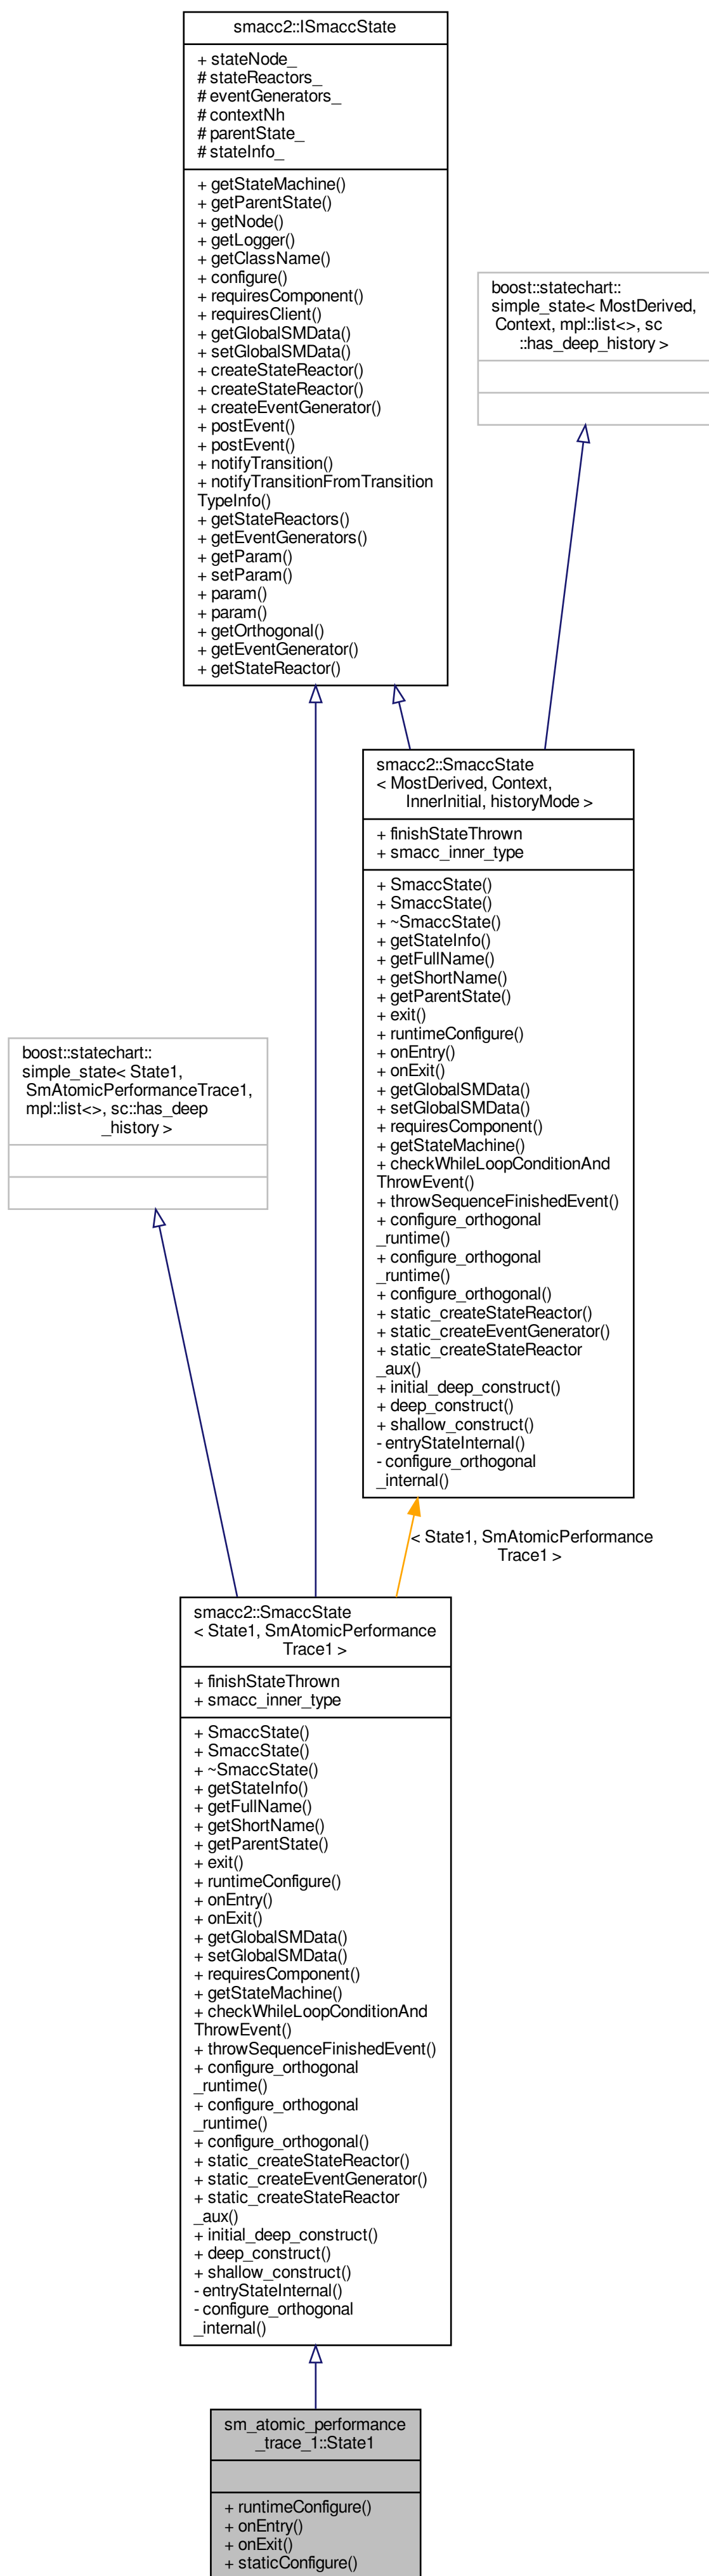 smacc2::ISmaccState
+ stateNode_
# stateReactors_
# eventGenerators_
# contextNh
# parentState_
# stateInfo_
+ getStateMachine()
+ getParentState()
+ getNode()
+ getLogger()
+ getClassName()
+ configure()
+ requiresComponent()
+ requiresClient()
+ getGlobalSMData()
+ setGlobalSMData()
+ createStateReactor()
+ createStateReactor()
+ createEventGenerator()
+ postEvent()
+ postEvent()
+ notifyTransition()
+ notifyTransitionFromTransition
TypeInfo()
+ getStateReactors()
+ getEventGenerators()
+ getParam()
+ setParam()
+ param()
+ param()
+ getOrthogonal()
+ getEventGenerator()
+ getStateReactor()
boost::statechart::
simple_state< MostDerived,
Context, mpl::list<>, sc
::has_deep_history >
smacc2::SmaccState
< MostDerived, Context,
InnerInitial, historyMode >
+ finishStateThrown
+ smacc_inner_type
+ SmaccState()
+ SmaccState()
+ ~SmaccState()
+ getStateInfo()
+ getFullName()
+ getShortName()
+ getParentState()
+ exit()
+ runtimeConfigure()
+ onEntry()
+ onExit()
+ getGlobalSMData()
+ setGlobalSMData()
+ requiresComponent()
+ getStateMachine()
+ checkWhileLoopConditionAnd
ThrowEvent()
+ throwSequenceFinishedEvent()
+ configure_orthogonal
_runtime()
+ configure_orthogonal
_runtime()
+ configure_orthogonal()
+ static_createStateReactor()
+ static_createEventGenerator()
+ static_createStateReactor
_aux()
+ initial_deep_construct()
+ deep_construct()
+ shallow_construct()
- entryStateInternal()
- configure_orthogonal
_internal()
boost::statechart::
simple_state< State1,
SmAtomicPerformanceTrace1,
mpl::list<>, sc::has_deep
_history >
< State1, SmAtomicPerformance
Trace1 >
smacc2::SmaccState
< State1, SmAtomicPerformance
Trace1 >
+ finishStateThrown
+ smacc_inner_type
+ SmaccState()
+ SmaccState()
+ ~SmaccState()
+ getStateInfo()
+ getFullName()
+ getShortName()
+ getParentState()
+ exit()
+ runtimeConfigure()
+ onEntry()
+ onExit()
+ getGlobalSMData()
+ setGlobalSMData()
+ requiresComponent()
+ getStateMachine()
+ checkWhileLoopConditionAnd
ThrowEvent()
+ throwSequenceFinishedEvent()
+ configure_orthogonal
_runtime()
+ configure_orthogonal
_runtime()
+ configure_orthogonal()
+ static_createStateReactor()
+ static_createEventGenerator()
+ static_createStateReactor
_aux()
+ initial_deep_construct()
+ deep_construct()
+ shallow_construct()
- entryStateInternal()
- configure_orthogonal
_internal()
sm_atomic_performance
_trace_1::State1
+ runtimeConfigure()
+ onEntry()
+ onExit()
+ staticConfigure()